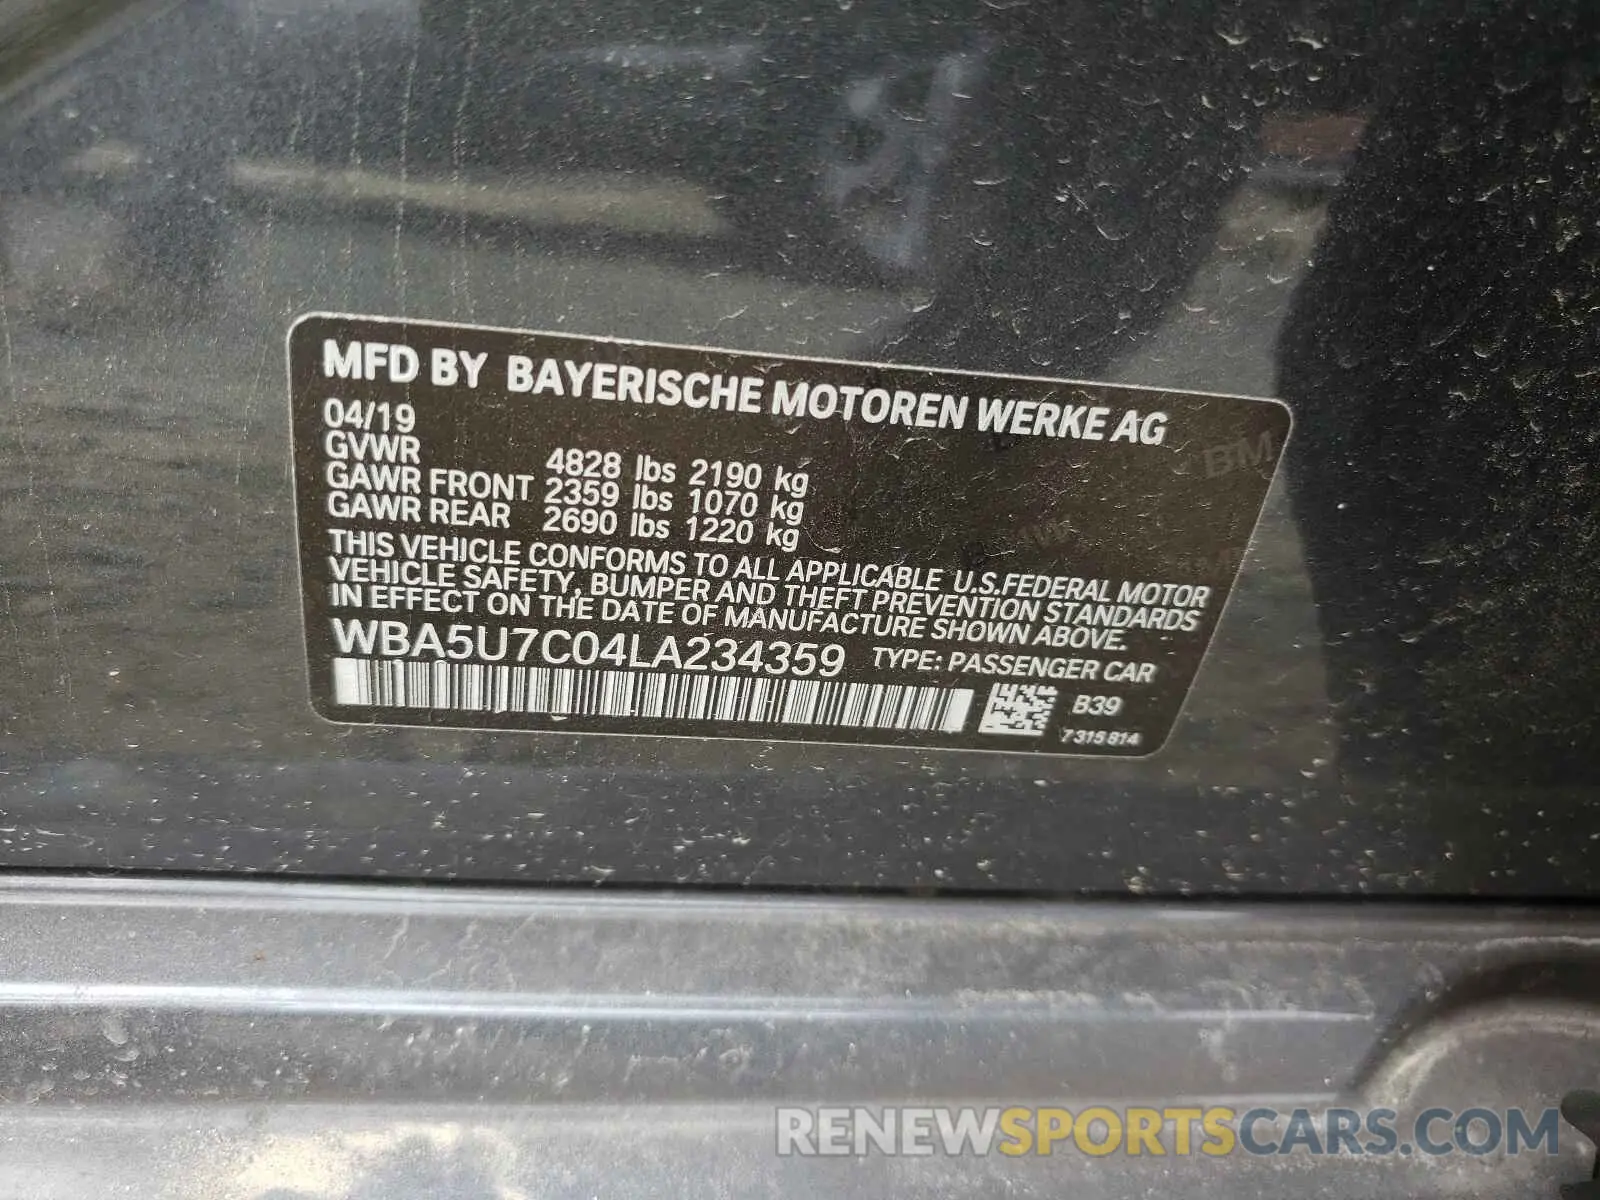 MFD BY BAYERISCHE MOTOREN WERKE AG
04/19
GVWR 4828 lbs 2190 kg
GAWR FRONT 2359 lbs 1070 kg
GAWR REAR 2690 lbs 1220 kg
THIS VEHICLE CONFORMS TO ALL APPLICABLE U.S.FEDERAL MOTOR
VEHICLE SAFETY, BUMPER AND THEFT PREVENTION STANDARDS
IN EFFECT ON THE DATE OF MANUFACTURE SHOWN ABOVE.
WBA5U7C04LA234359 TYPE: PASSENGER CAR
B39
7 315 814
RENEWSPORTSCARS.COM